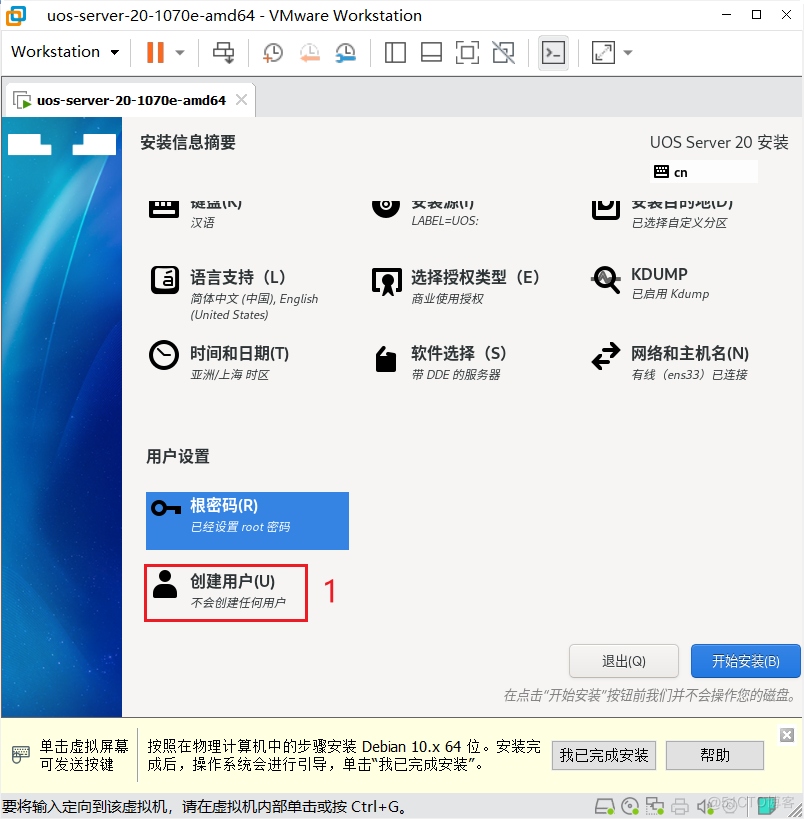 uos-server-20-1070e-amd64 - VMware Workstation
Workstation
uos-server-20-1070e-amd64
安装信息摘要
UOS Server 20 安装
cn
键盘(K)
汉语
安装源(I)
LABEL=UOS:
安装目的地(D)
已选择自定义分区
语言支持（L）
简体中文 (中国), English
(United States)
选择授权类型（E）
商业使用授权
KDUMP
已启用 Kdump
时间和日期(T)
亚洲/上海 时区
软件选择（S）
带 DDE 的服务器
网络和主机名(N)
有线（ens33）已连接
用户设置
根密码(R)
已经设置 root 密码
创建用户(U)
不会创建任何用户
1
退出(Q)
开始安装(B)
在点击“开始安装”按钮前我们并不会操作您的磁盘。
单击虚拟屏幕
可发送按键
按照在物理计算机中的步骤安装 Debian 10.x 64 位。安装完
成后，操作系统会进行引导，单击“我已完成安装”。
我已完成安装
帮助
要将输入定向到该虚拟机，请在虚拟机内部单击或按 Ctrl+G。
@51CTO博客